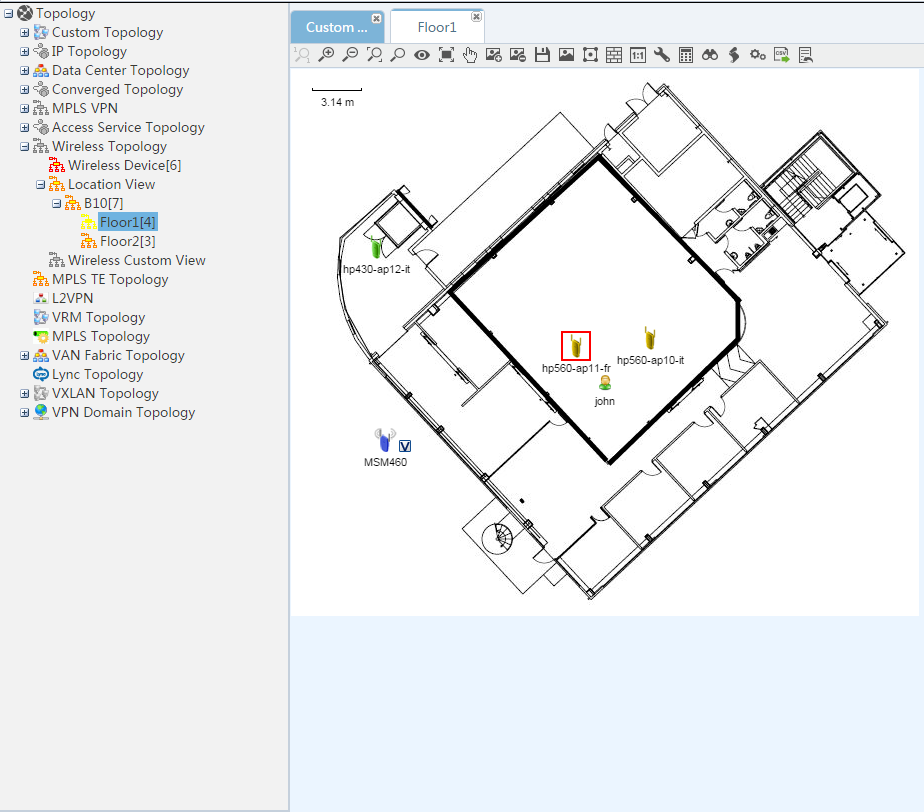 Topology
Custom Topology
IP Topology
Data Center Topology
Converged Topology
MPLS VPN
Access Service Topology
Wireless Topology
Wireless Device[6]
Location View
B10[7]
Floor1[4]
Floor2[3]
Wireless Custom View
MPLS TE Topology
L2VPN
VRM Topology
MPLS Topology
VAN Fabric Topology
Lync Topology
VXLAN Topology
VPN Domain Topology
Custom ...
Floor1
1:1
CSV
3.14 m
hp430-ap12-it
hp560-ap11-fr
hp560-ap10-it
john
V
MSM460